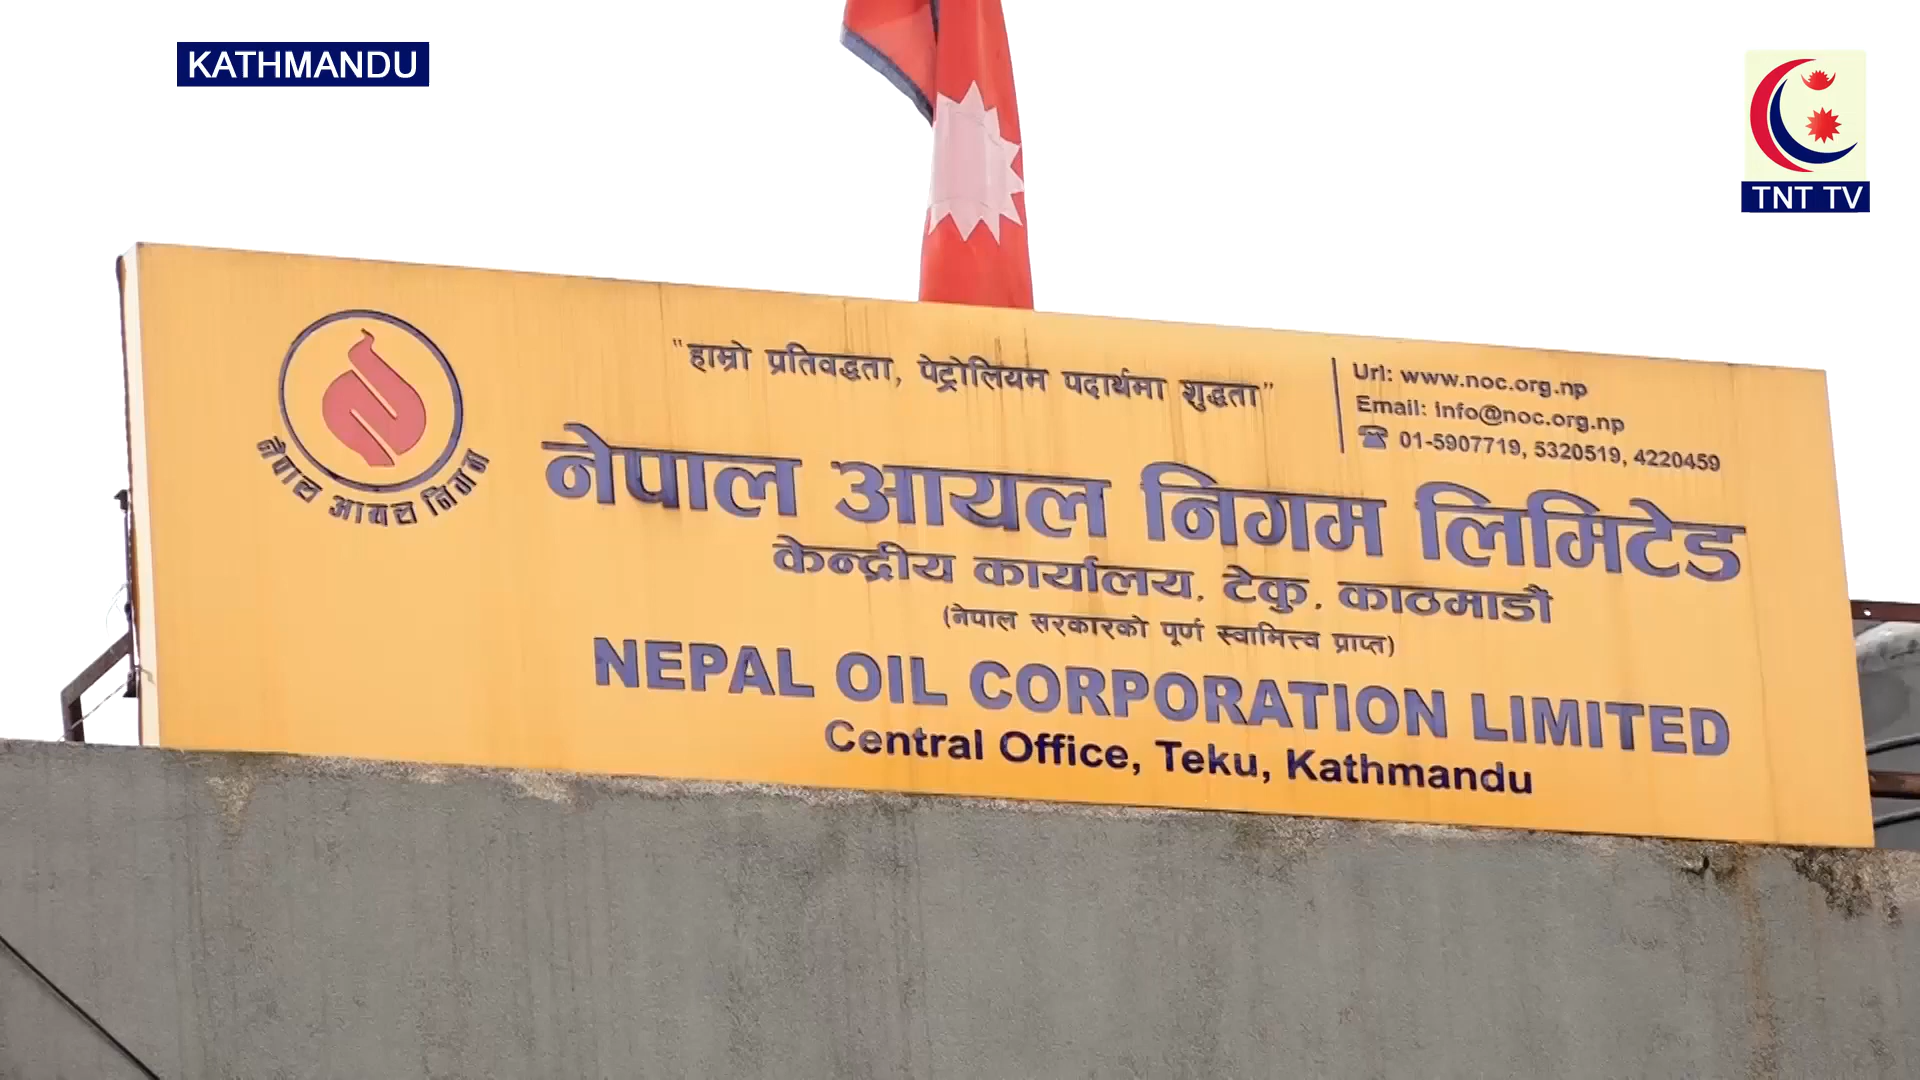 KATHMANDU
TNT TV
"हाम्रो प्रतिवद्धता, पेट्रोलियम पदार्थमा शुद्धता"
Url: www.noc.org.np
Email: info@noc.org.np
☎ 01-5907719, 5320519, 4220459
नेपाल आयल निगम
नेपाल आयल निगम लिमिटेड
केन्द्रीय कार्यालय, टेकु, काठमाडौं
(नेपाल सरकारको पूर्ण स्वामित्त्व प्राप्त)
NEPAL OIL CORPORATION LIMITED
Central Office, Teku, Kathmandu